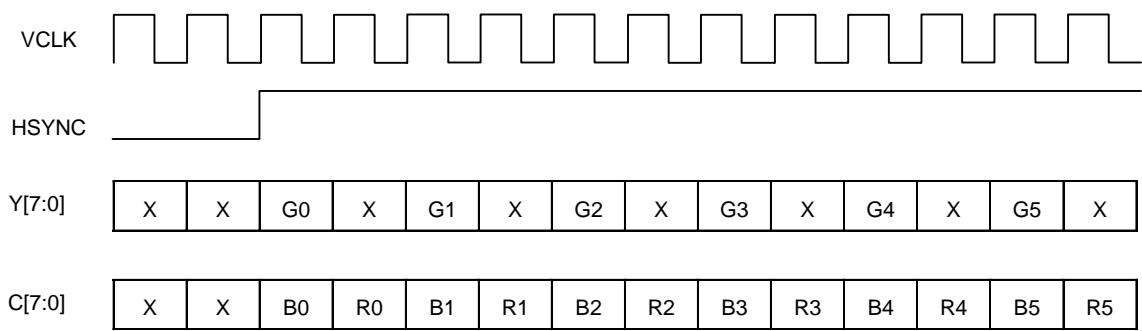 VCLK
HSYNC
Y[7:0] X X G0 X G1 X G2 X G3 X G4 X G5 X
C[7:0] X X B0 R0 B1 R1 B2 R2 B3 R3 B4 R4 B5 R5